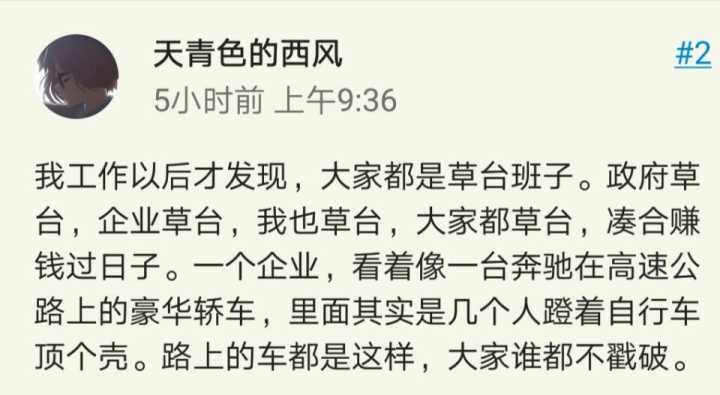 天青色的西风
#2
5小时前 上午9:36
我工作以后才发现，大家都是草台班子。政府草
台，企业草台，我也草台，大家都草台，凑合赚
钱过日子。一个企业，看着像一台奔驰在高速公
路上的豪华轿车，里面其实是几个人蹬着自行车
顶个壳。路上的车都是这样，大家谁都不戳破。